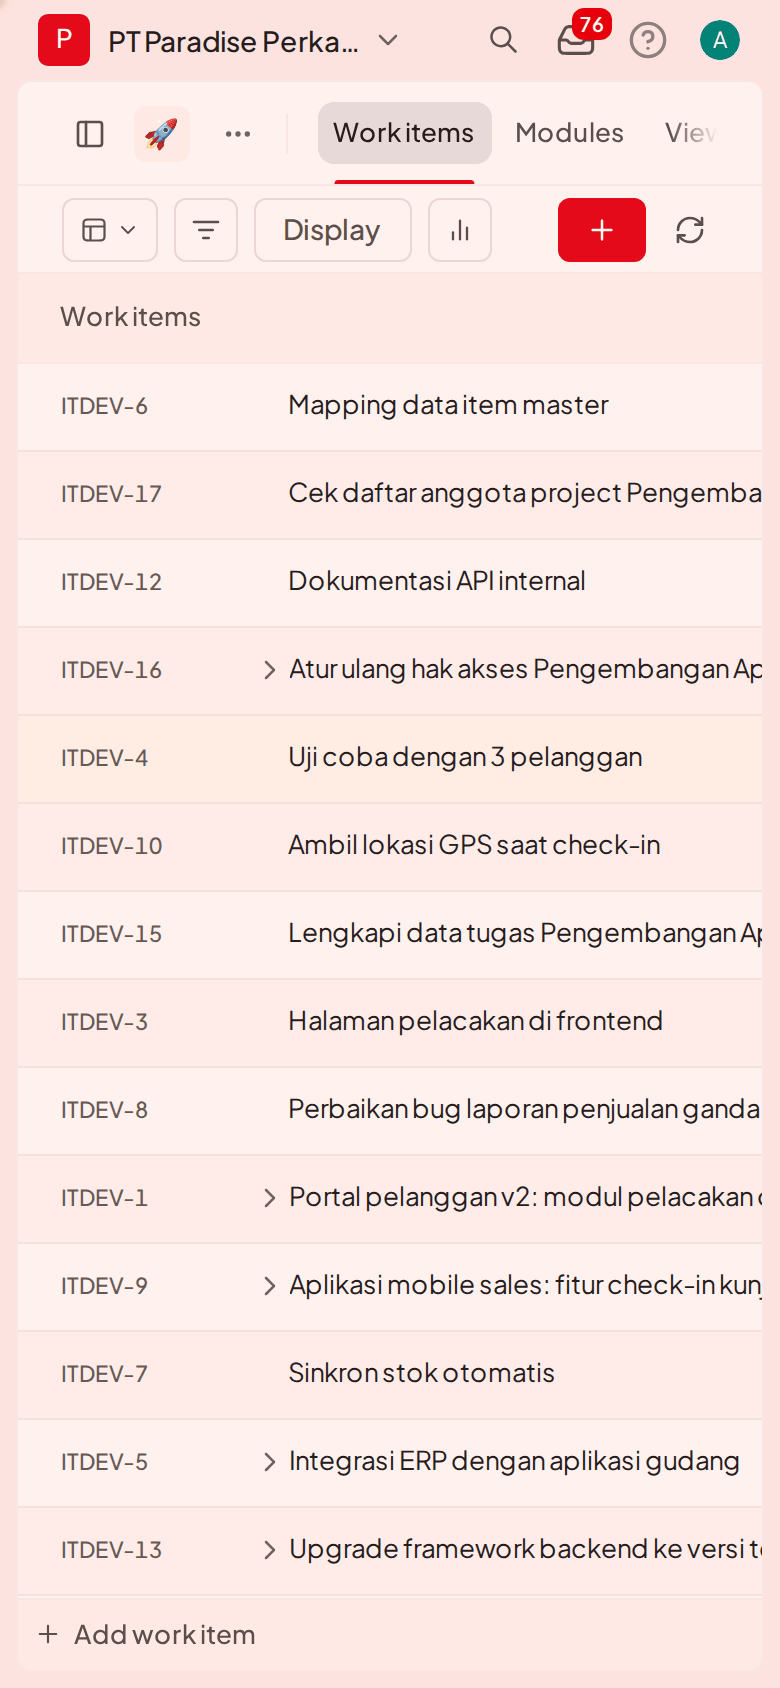 P PT Paradise Perka... 76 A
Work items Modules View
Display
Work items
ITDEV-6 Mapping data item master
ITDEV-17 Cek daftar anggota project Pengemba
ITDEV-12 Dokumentasi API internal
ITDEV-16 Atur ulang hak akses Pengembangan Ap
ITDEV-4 Uji coba dengan 3 pelanggan
ITDEV-10 Ambil lokasi GPS saat check-in
ITDEV-15 Lengkapi data tugas Pengembangan Ap
ITDEV-3 Halaman pelacakan di frontend
ITDEV-8 Perbaikan bug laporan penjualan ganda
ITDEV-1 Portal pelanggan v2: modul pelacakan
ITDEV-9 Aplikasi mobile sales: fitur check-in kunj
ITDEV-7 Sinkron stok otomatis
ITDEV-5 Integrasi ERP dengan aplikasi gudang
ITDEV-13 Upgrade framework backend ke versi te
Add work item